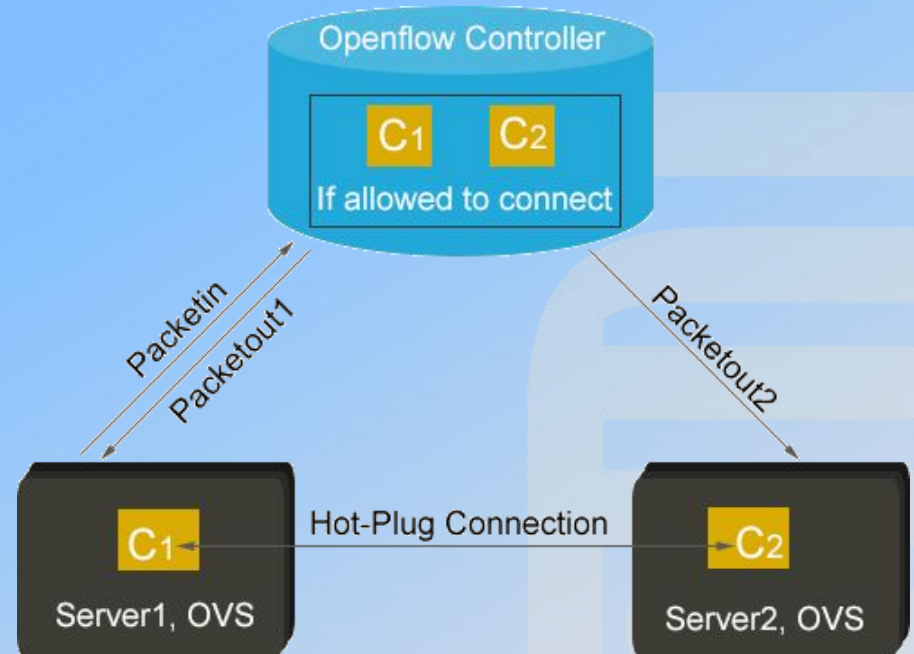 Openflow Controller
C1 C2
If allowed to connect
Packetin
Packetout1
Packetout2
Hot-Plug Connection
C1 C2
Server1, OVS
Server2, OVS